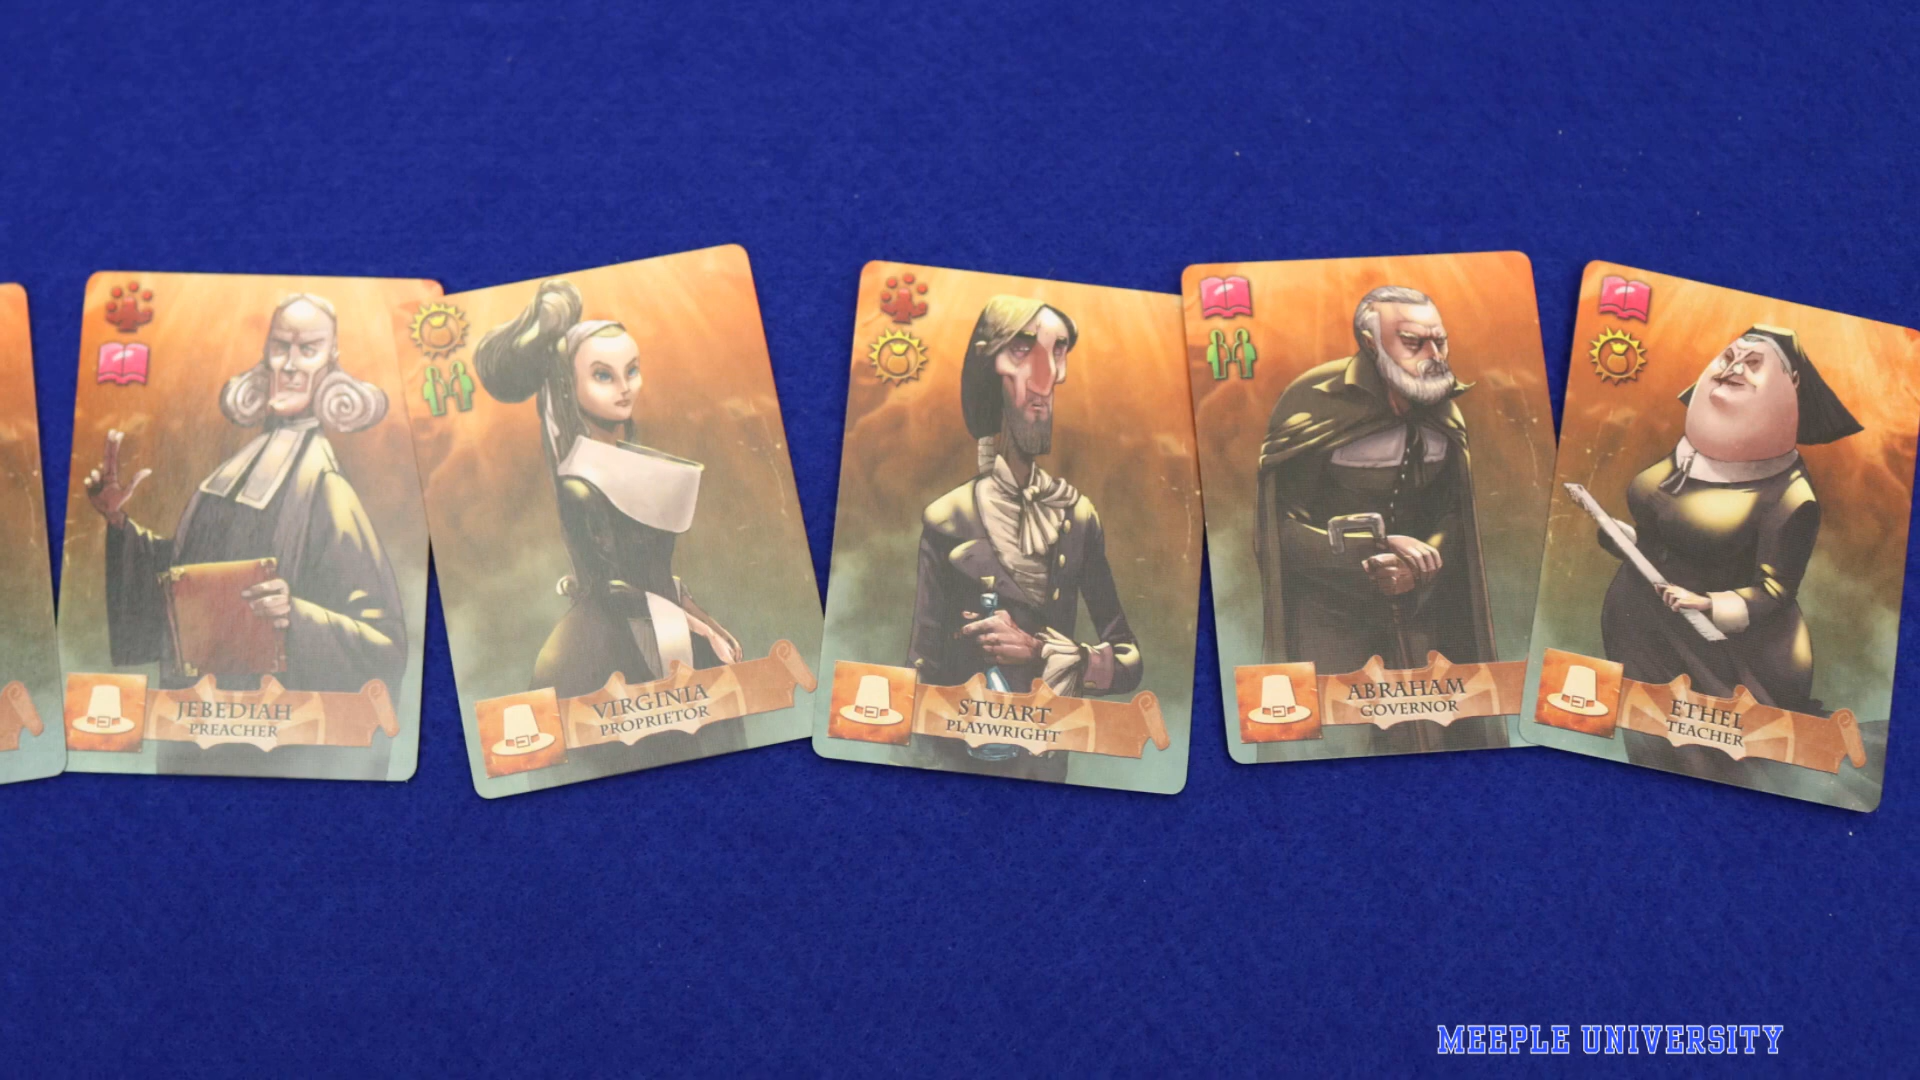 JEBEDIAH
PREACHER
VIRGINIA
PROPRIETOR
STUART
PLAYWRIGHT
ABRAHAM
GOVERNOR
ETHEL
TEACHER
MEEPLE UNIVERSITY